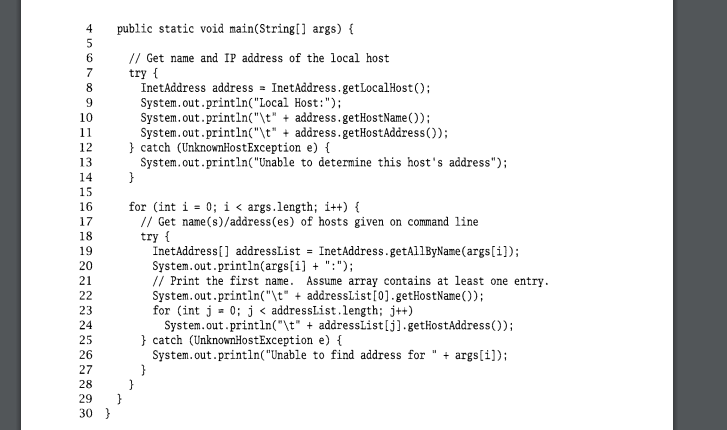 4 public static void main(String[] args) {
5
6 // Get name and IP address of the local host
7 try {
8 InetAddress address = InetAddress.getLocalHost();
9 System.out.println("Local Host:");
10 System.out.println("\t" + address.getHostName());
11 System.out.println("\t" + address.getHostAddress());
12 } catch (UnknownHostException e) {
13 System.out.println("Unable to determine this host's address");
14 }
15
16 for (int i = 0; i < args.length; i++) {
17 // Get name(s)/address(es) of hosts given on command line
18 try {
19 InetAddress[] addressList = InetAddress.getAllByName(args[i]);
20 System.out.println(args[i] + ":");
21 // Print the first name. Assume array contains at least one entry.
22 System.out.println("\t" + addressList[0].getHostName());
23 for (int j = 0; j < addressList.length; j++)
24 System.out.println("\t" + addressList[j].getHostAddress());
25 } catch (UnknownHostException e) {
26 System.out.println("Unable to find address for " + args[i]);
27 }
28 }
29 }
30 }